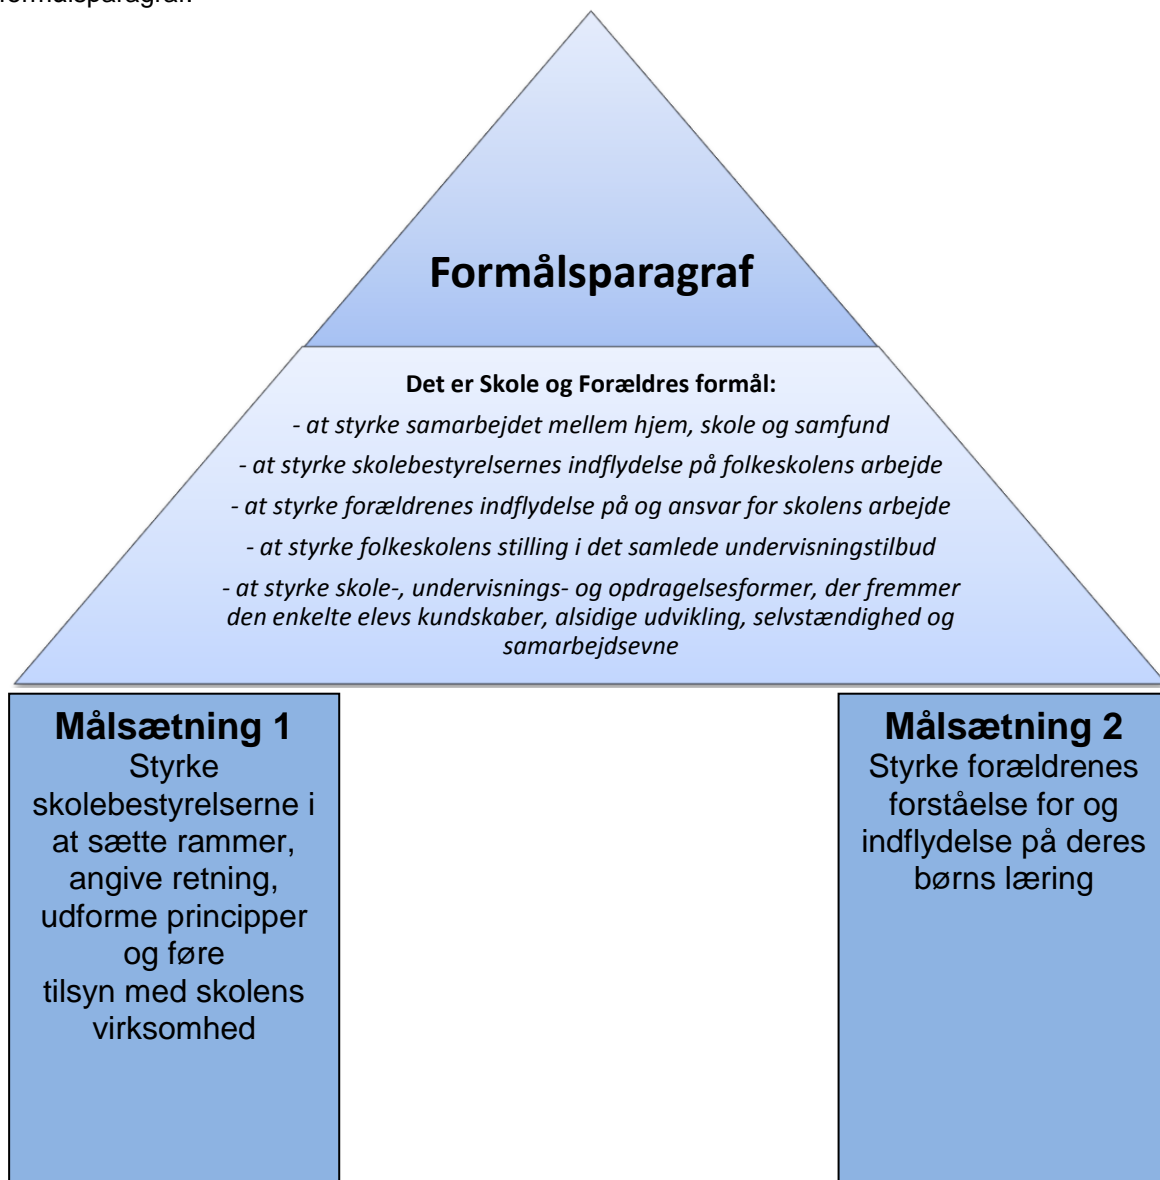 formålsparagraf.
Formålsparagraf
Det er Skole og Forældres formål:
- at styrke samarbejdet mellem hjem, skole og samfund
- at styrke skolebestyrelsernes indflydelse på folkeskolens arbejde
- at styrke forældrenes indflydelse på og ansvar for skolens arbejde
- at styrke folkeskolens stilling i det samlede undervisningstilbud
- at styrke skole-, undervisnings- og opdragelsesformer, der fremmer
den enkelte elevs kundskaber, alsidige udvikling, selvstændighed og
samarbejdsevne
Målsætning 1
Styrke
skolebestyrelserne i
at sætte rammer,
angive retning,
udforme principper
og føre
tilsyn med skolens
virksomhed
Målsætning 2
Styrke forældrenes
forståelse for og
indflydelse på deres
børns læring